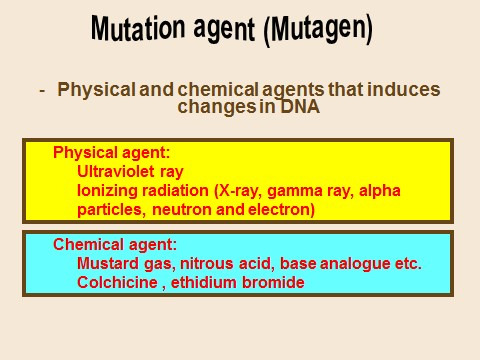 Mutation agent (Mutagen)
- Physical and chemical agents that induces
changes in DNA
Physical agent:
Ultraviolet ray
Ionizing radiation (X-ray, gamma ray, alpha
particles, neutron and electron)
Chemical agent:
Mustard gas, nitrous acid, base analogue etc.
Colchicine , ethidium bromide